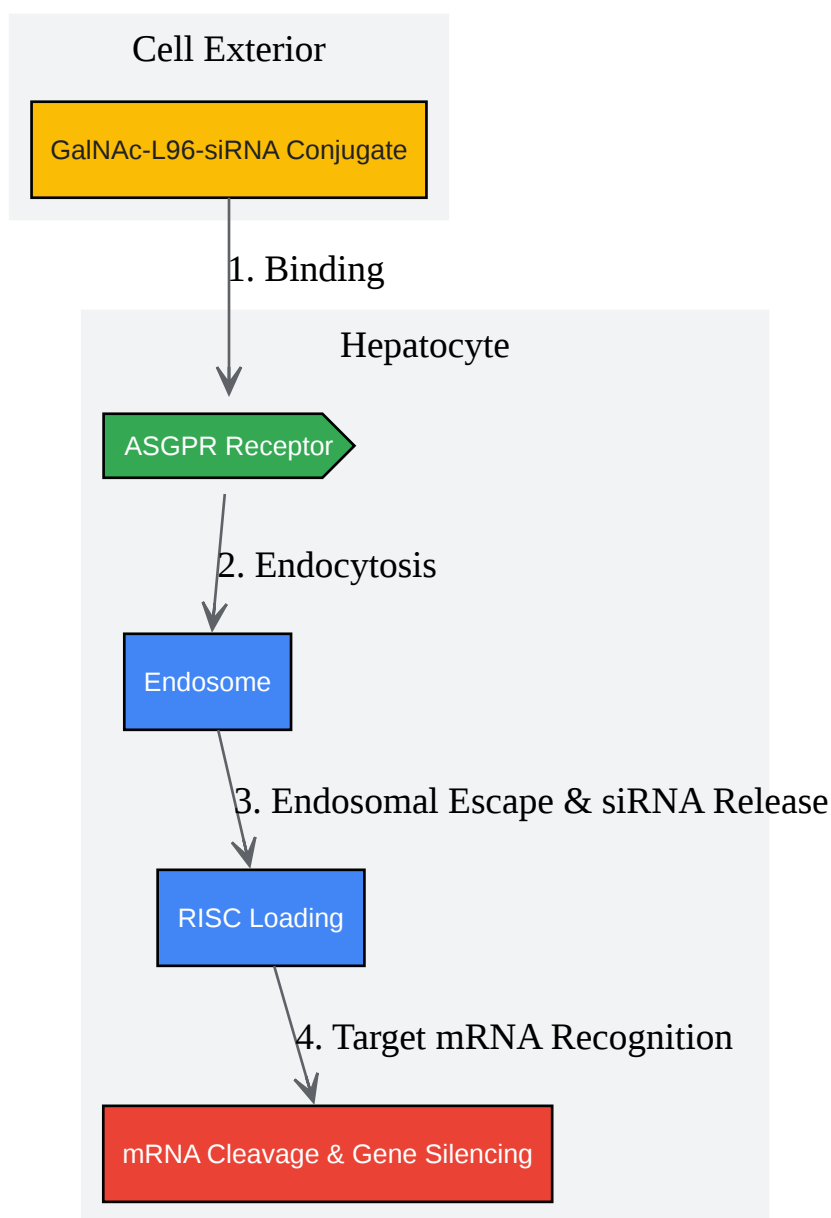 Cell Exterior
GalNAc-L96-siRNA Conjugate
1. Binding
Hepatocyte
ASGPR Receptor
2. Endocytosis
Endosome
3. Endosomal Escape & siRNA Release
RISC Loading
4. Target mRNA Recognition
mRNA Cleavage & Gene Silencing